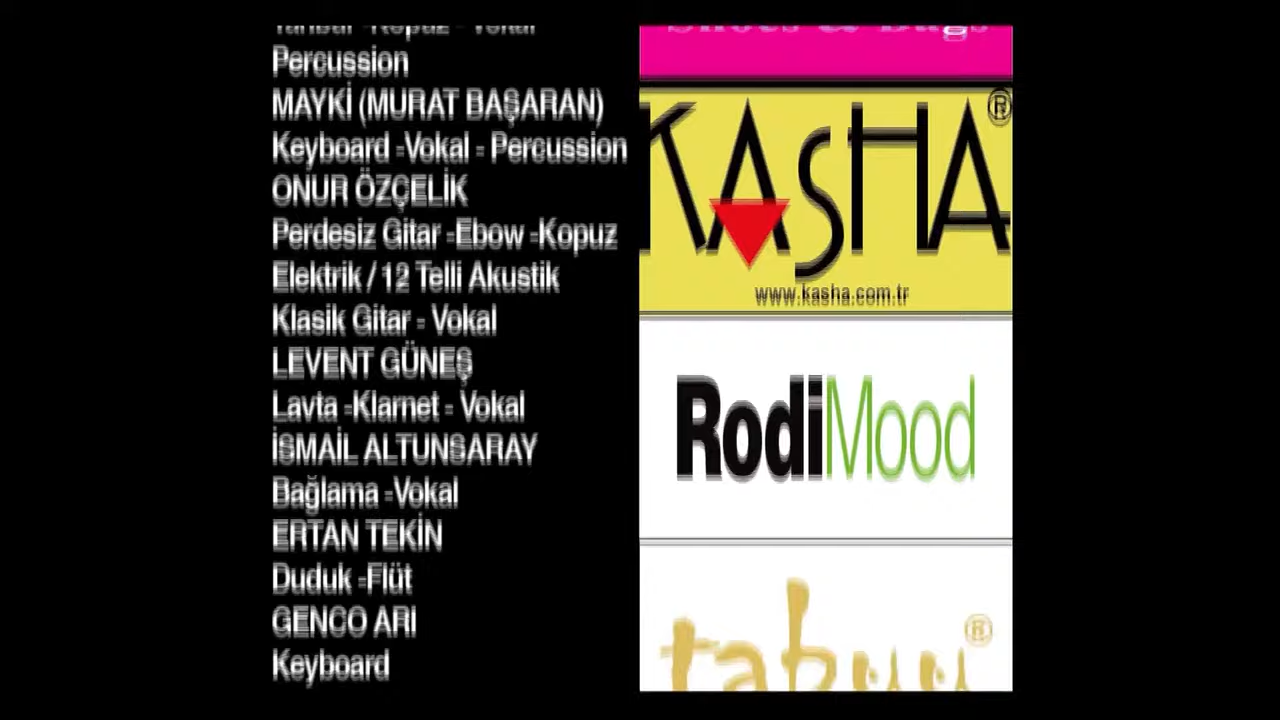 Percussion
MAYKİ (MURAT BAŞARAN)
Keyboard -Vokal - Percussion
ONUR ÖZÇELİK
Perdesiz Gitar -Ebow -Kopuz
Elektrik / 12 Telli Akustik
Klasik Gitar - Vokal
LEVENT GÜNEŞ
Lavta -Klarnet - Vokal
İSMAİL ALTUNSARAY
Bağlama -Vokal
ERTAN TEKİN
Duduk -Flüt
GENCO ARI
Keyboard
Shoes & Bags
KASHA®
www.kasha.com.tr
RodiMood